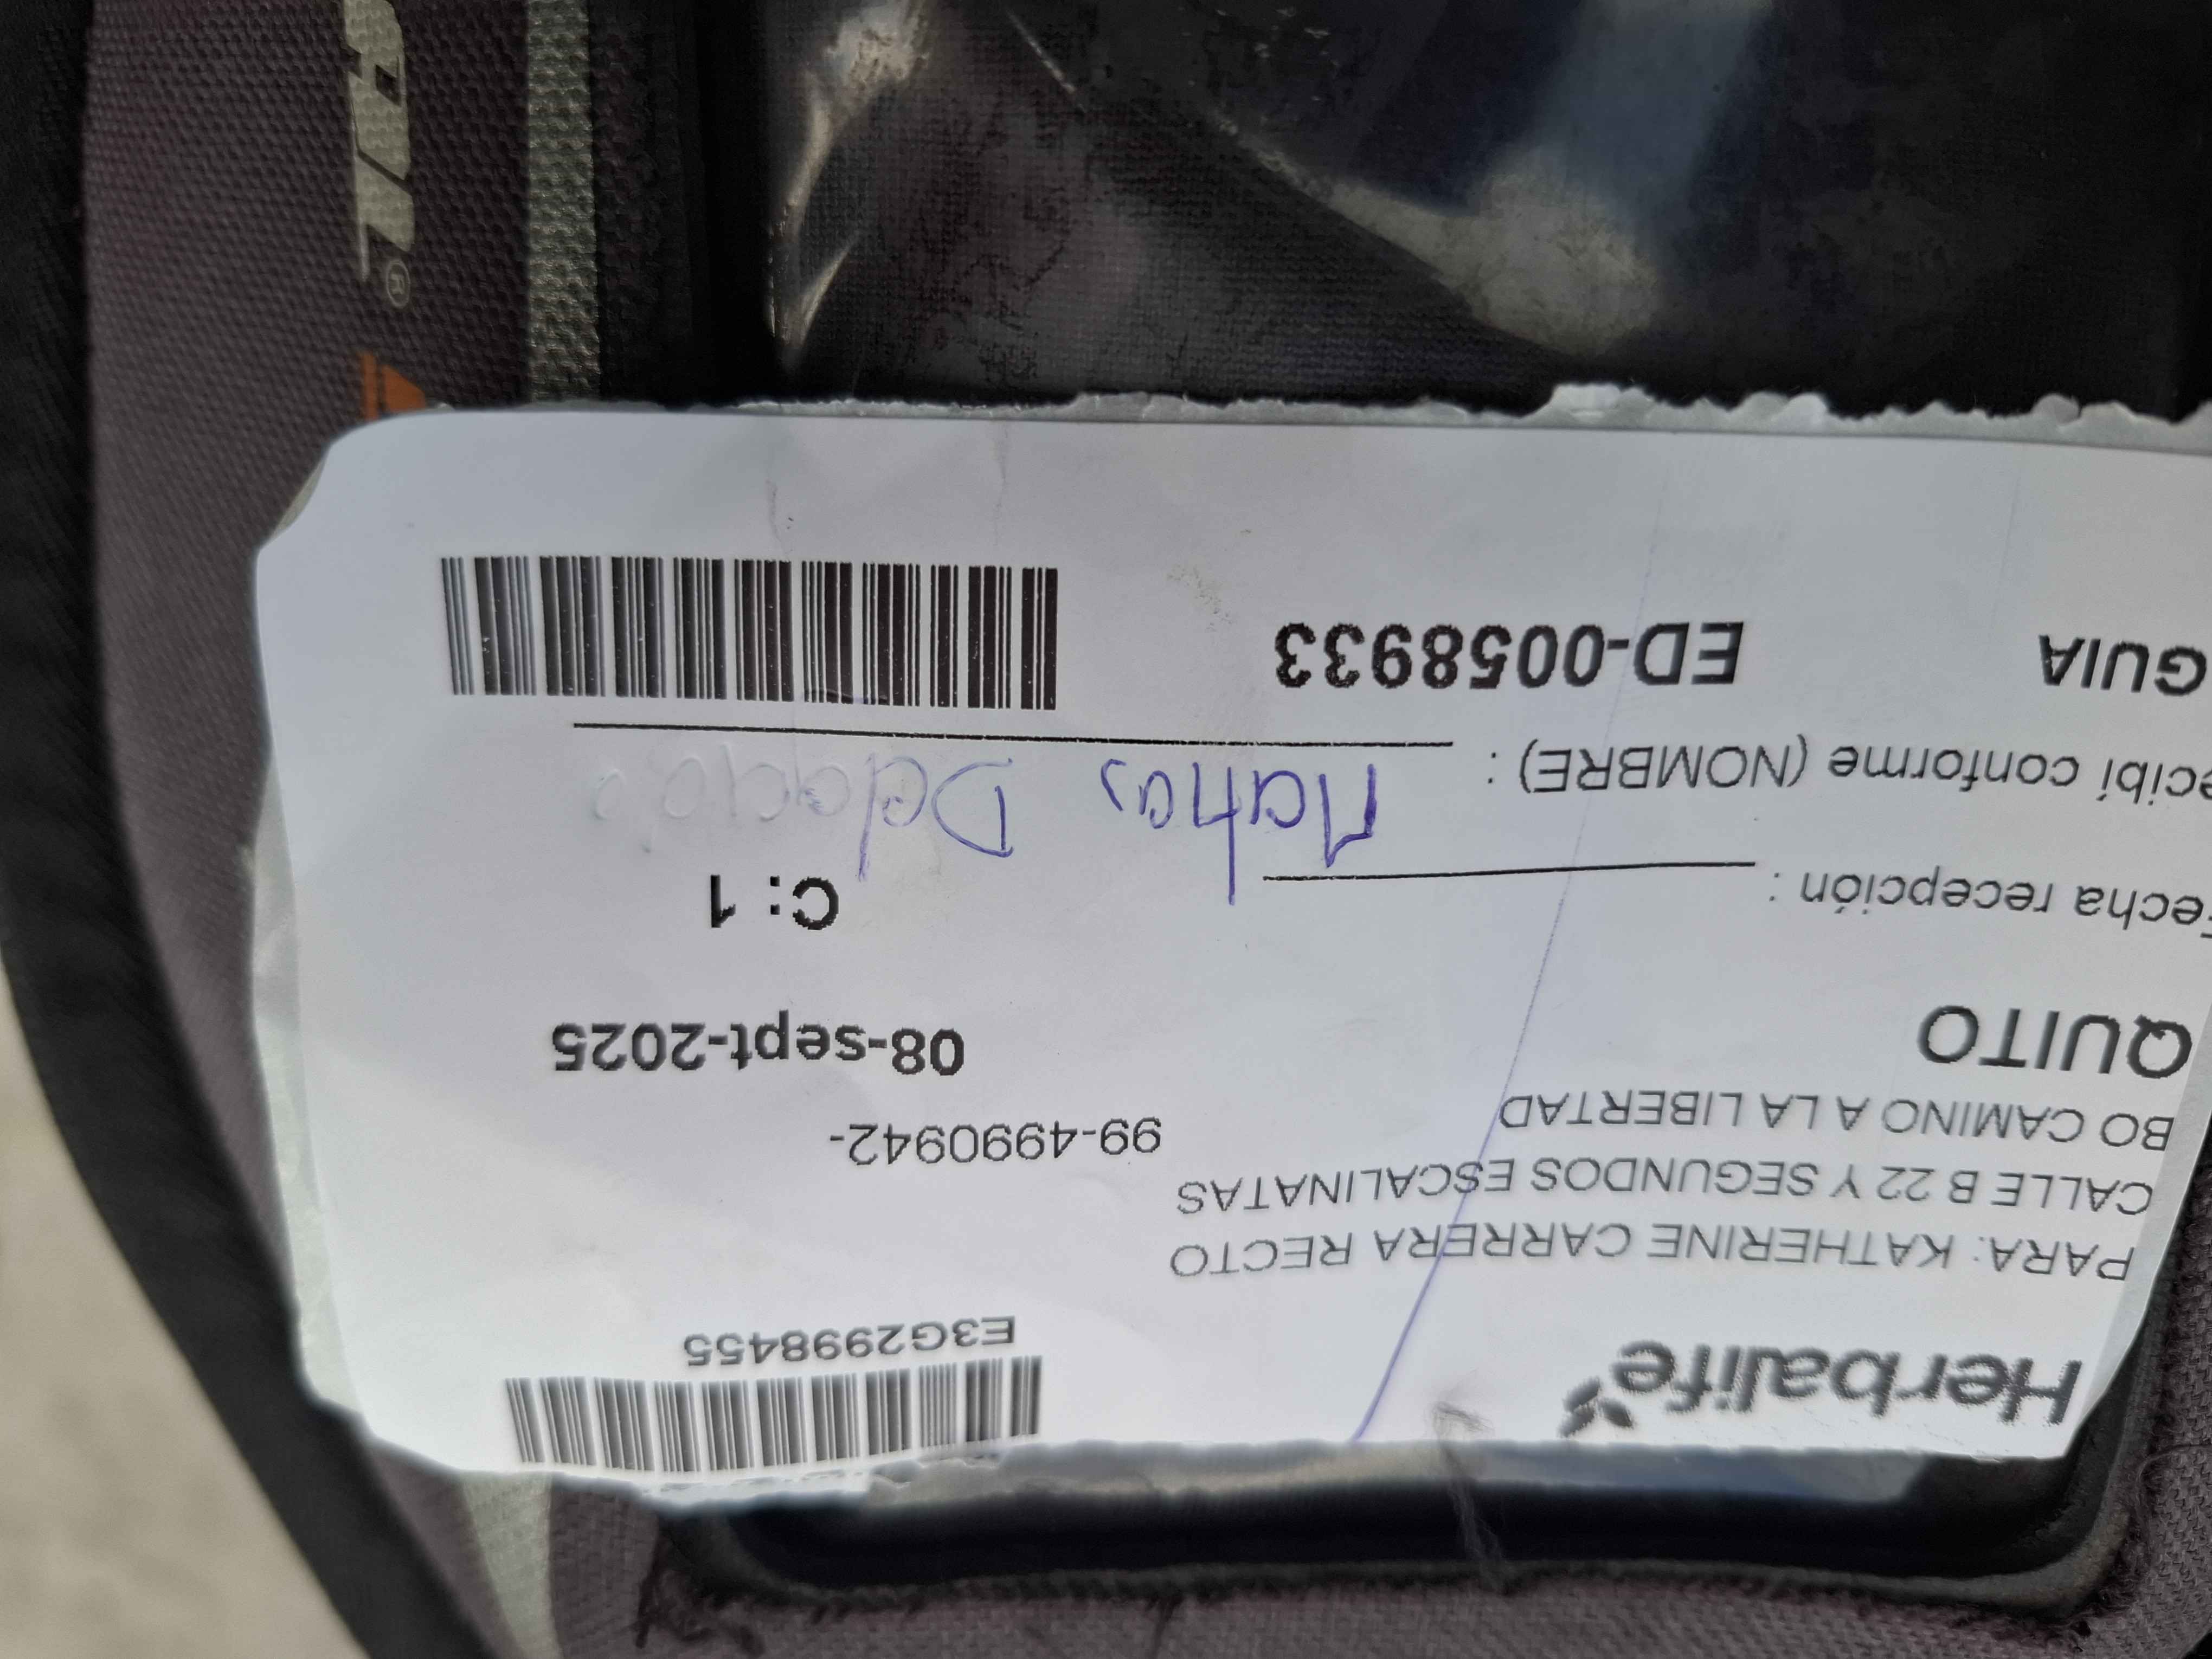 E3G2998455
Herbalife
PARA: KATHERINE CARRERA RECTO
CALLE B 22 Y SEGUNDOS ESCALINATAS
BO CAMINO A LA LIBERTAD
99-4990942-
QUITO
08-sept-2025
C: 1
echa recepción :
ecibí conforme (NOMBRE) : Matias
GUIA ED-0058933
®